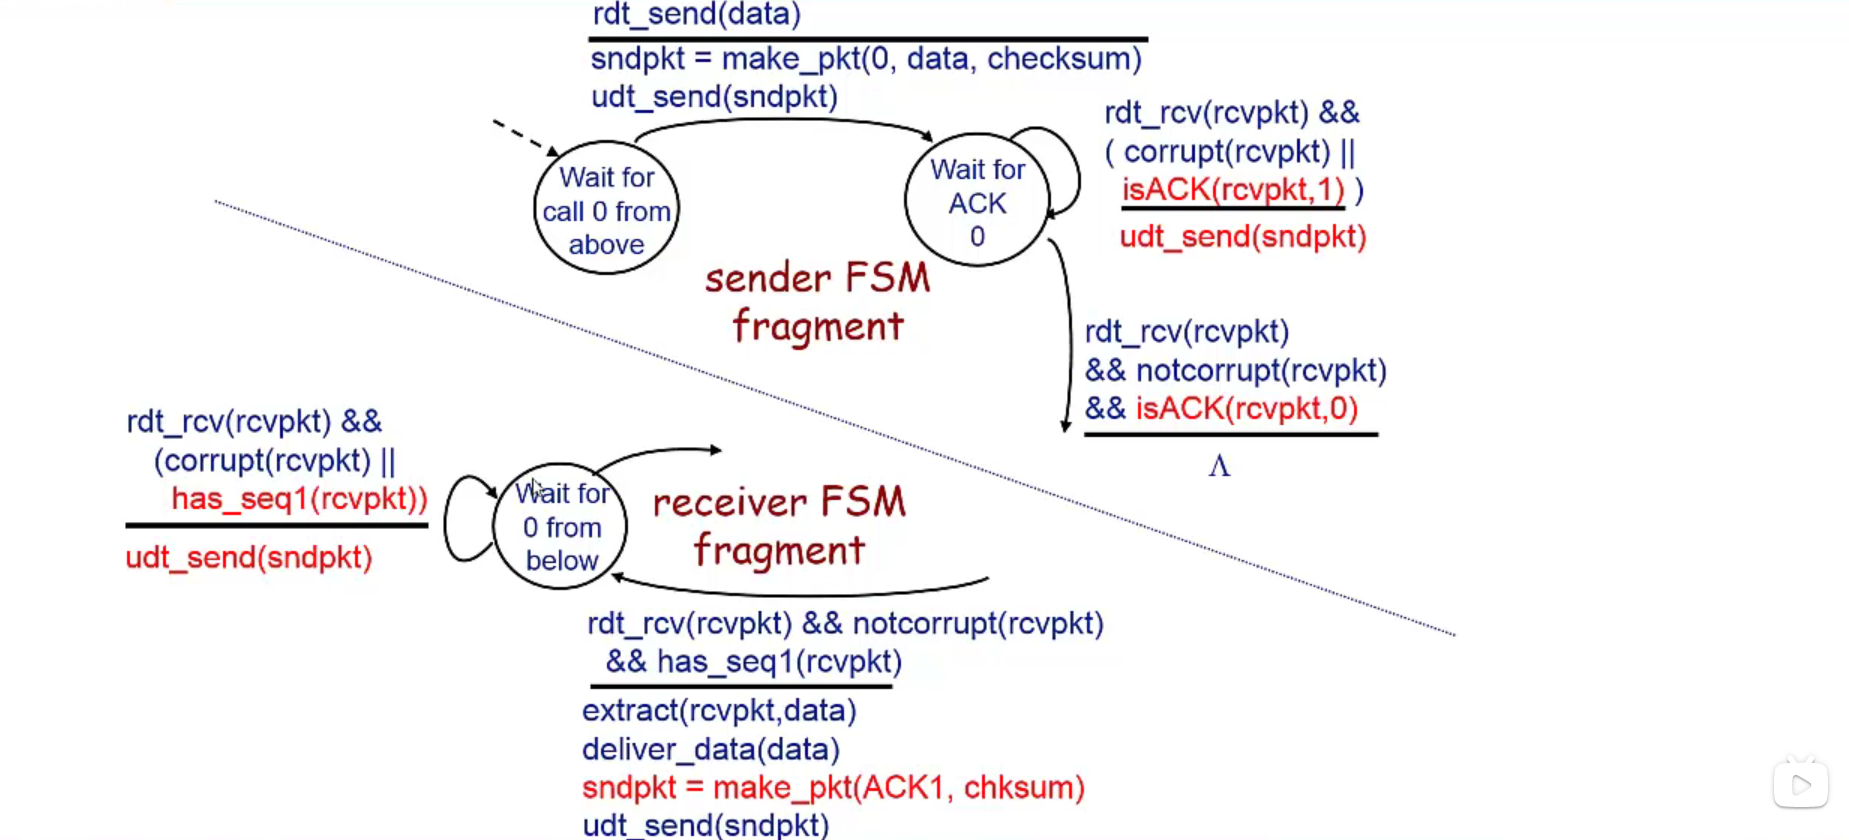 rdt_send(data)
sndpkt = make_pkt(0, data, checksum)
udt_send(sndpkt)
Wait for
call 0 from
above
Wait for
ACK
0
rdt_rcv(rcvpkt) &&
( corrupt(rcvpkt) ||
isACK(rcvpkt,1) )
udt_send(sndpkt)
sender FSM
fragment
rdt_rcv(rcvpkt)
&& notcorrupt(rcvpkt)
&& isACK(rcvpkt,0)
Λ
rdt_rcv(rcvpkt) &&
(corrupt(rcvpkt) ||
has_seq1(rcvpkt))
udt_send(sndpkt)
Wait for
0 from
below
receiver FSM
fragment
rdt_rcv(rcvpkt) && notcorrupt(rcvpkt)
&& has_seq1(rcvpkt)
extract(rcvpkt,data)
deliver_data(data)
sndpkt = make_pkt(ACK1, chksum)
udt_send(sndpkt)